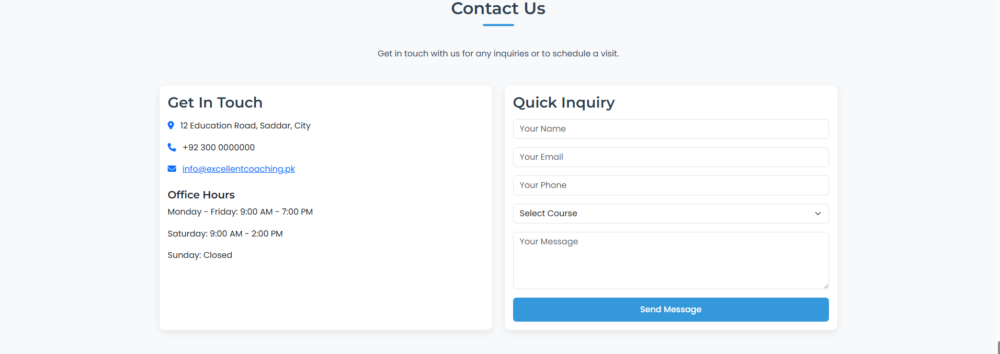 Contact Us
Get in touch with us for any inquiries or to schedule a visit.
Get In Touch
12 Education Road, Saddar, City
+92 300 0000000
info@excellentcoaching.pk
Office Hours
Monday - Friday: 9:00 AM - 7:00 PM
Saturday: 9:00 AM - 2:00 PM
Sunday: Closed
Quick Inquiry
Your Name
Your Email
Your Phone
Select Course
Your Message
Send Message